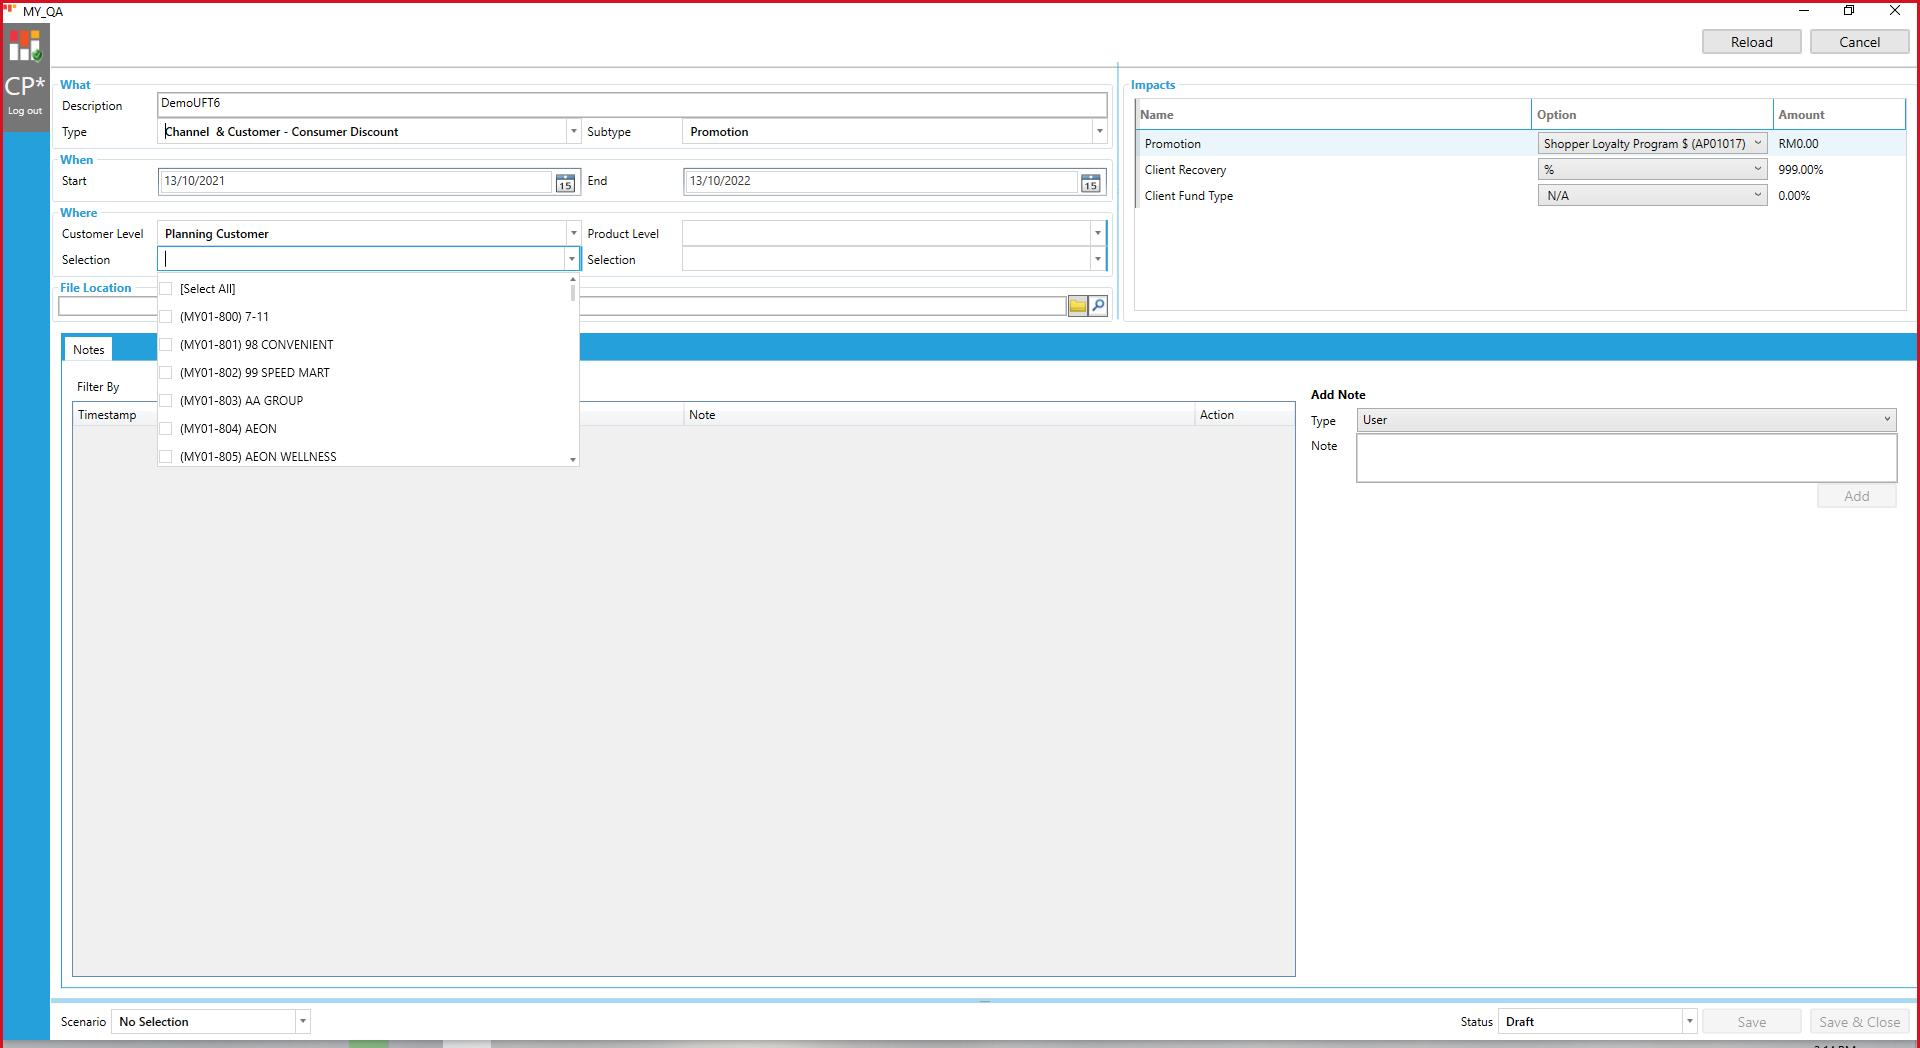 MY_QA
Reload
Cancel
CP*
Log out
What
Description
DemoUFT6
Type
Channel & Customer - Consumer Discount
Subtype
Promotion
When
Start
13/10/2021
15
End
13/10/2022
15
Where
Customer Level
Planning Customer
Product Level
Selection
Selection
[Select All]
(MY01-800) 7-11
(MY01-801) 98 CONVENIENT
(MY01-802) 99 SPEED MART
(MY01-803) AA GROUP
(MY01-804) AEON
(MY01-805) AEON WELLNESS
File Location
Impacts
Name
Option
Amount
Promotion
Shopper Loyalty Program $ (AP01017)
RM0.00
Client Recovery
%
999.00%
Client Fund Type
N/A
0.00%
Notes
Filter By
Timestamp
Note
Action
Add Note
Type
User
Note
Add
Scenario
No Selection
Status
Draft
Save
Save & Close